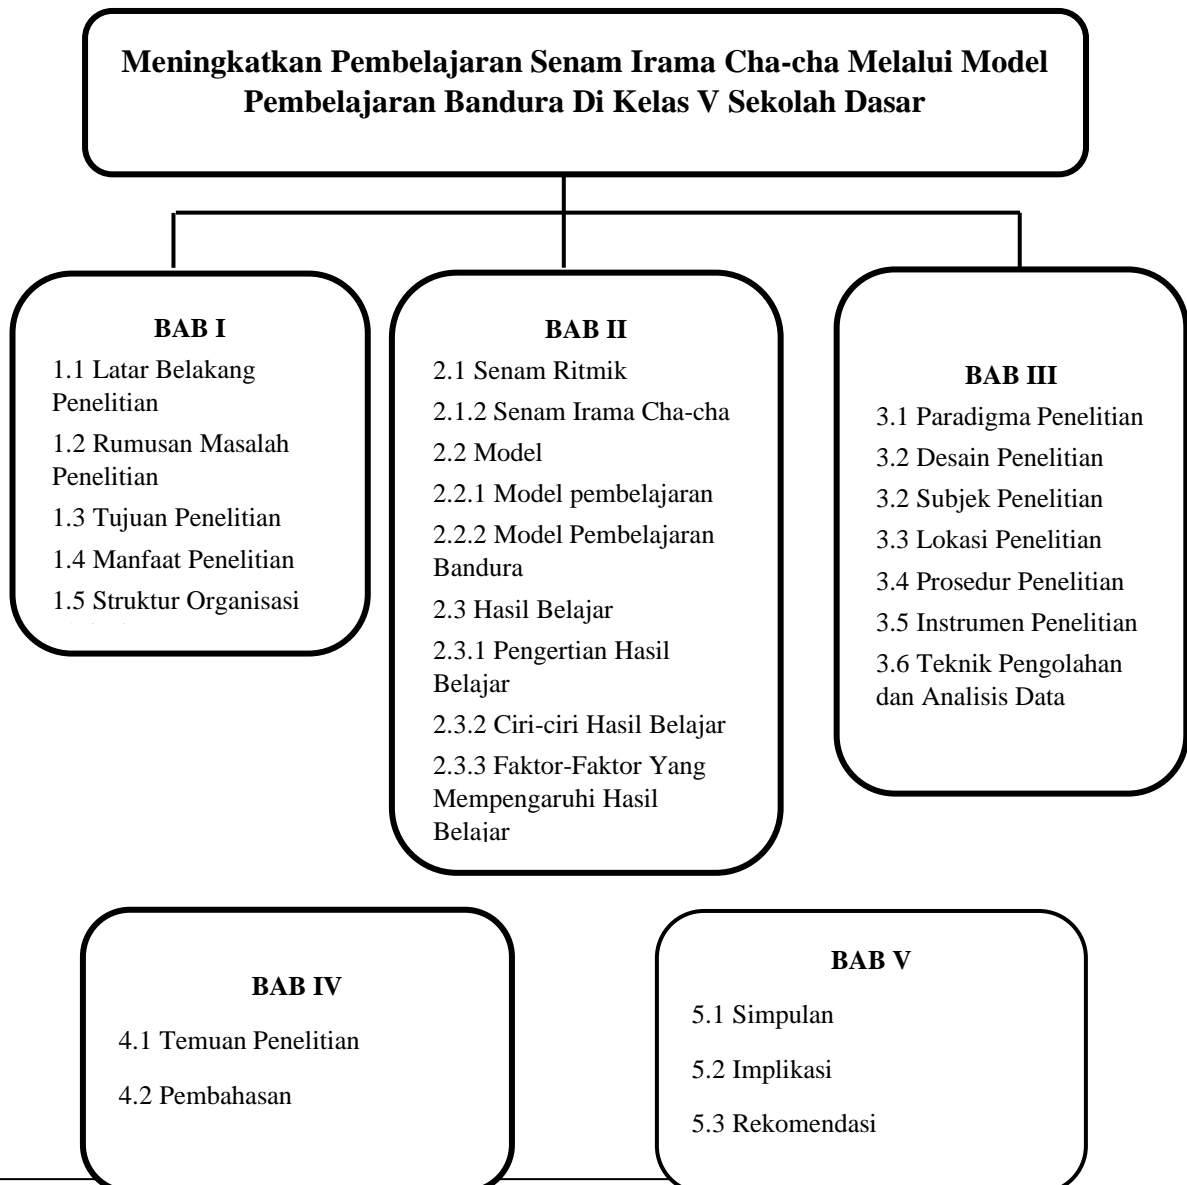 Meningkatkan Pembelajaran Senam Irama Cha-cha Melalui Model
Pembelajaran Bandura Di Kelas V Sekolah Dasar
BAB I
1.1 Latar Belakang
Penelitian
1.2 Rumusan Masalah
Penelitian
1.3 Tujuan Penelitian
1.4 Manfaat Penelitian
1.5 Struktur Organisasi
BAB II
2.1 Senam Ritmik
2.1.2 Senam Irama Cha-cha
2.2 Model
2.2.1 Model pembelajaran
2.2.2 Model Pembelajaran
Bandura
2.3 Hasil Belajar
2.3.1 Pengertian Hasil
Belajar
2.3.2 Ciri-ciri Hasil Belajar
2.3.3 Faktor-Faktor Yang
Mempengaruhi Hasil
Belajar
BAB III
3.1 Paradigma Penelitian
3.2 Desain Penelitian
3.2 Subjek Penelitian
3.3 Lokasi Penelitian
3.4 Prosedur Penelitian
3.5 Instrumen Penelitian
3.6 Teknik Pengolahan
dan Analisis Data
BAB IV
4.1 Temuan Penelitian
4.2 Pembahasan
BAB V
5.1 Simpulan
5.2 Implikasi
5.3 Rekomendasi